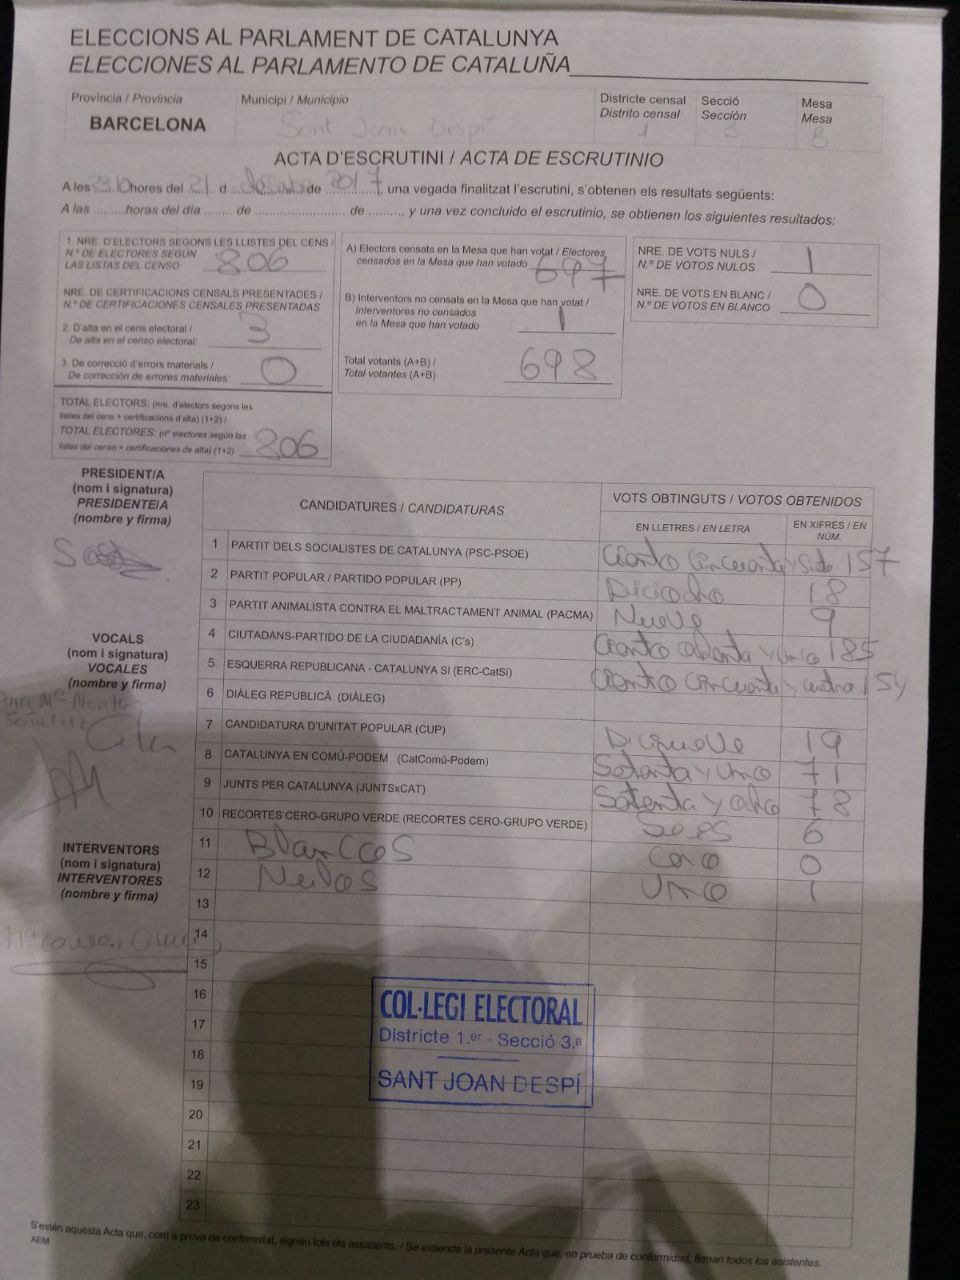 ELECCIONS AL PARLAMENT DE CATALUNYA
ELECCIONES AL PARLAMENTO DE CATALUÑA
Província / Provincia
BARCELONA
Municipi / Municipio
Sant Joan Despí
Districte censal
Distrito censal
1
Secció
Sección
3
Mesa
Mesa
B
ACTA D'ESCRUTINI / ACTA DE ESCRUTINIO
A les 23:10 hores del 21 d de 2017, una vegada finalitzat l'escrutini, s'obtenen els resultats següents:
A las .........horas del día ....... de ...................... de ........., y una vez concluido el escrutinio, se obtienen los siguientes resultados:
1. NRE. D'ELECTORS SEGONS LES LLISTES DEL CENS /
N.º DE ELECTORES SEGÚN
LAS LISTAS DEL CENSO 806
NRE. DE CERTIFICACIONS CENSALS PRESENTADES /
N.º DE CERTIFICACIONES CENSALES PRESENTADAS
2. D'alta en el cens electoral /
De alta en el censo electoral: 3
3. De correcció d'errors materials /
De corrección de errores materiales: 0
TOTAL ELECTORS: (nre. d'electors segons les
llistes del cens + certificacions d'alta) (1+2) /
TOTAL ELECTORES: (nº electores según las
listas del censo + certificaciones de alta) (1+2) 806
A) Electors censats en la Mesa que han votat / Electores
censados en la Mesa que han votado 697
B) Interventors no censats en la Mesa que han votat /
Interventores no censados
en la Mesa que han votado 1
Total votants (A+B) /
Total votantes (A+B) 698
NRE. DE VOTS NULS /
N.º DE VOTOS NULOS 1
NRE. DE VOTS EN BLANC /
N.º DE VOTOS EN BLANCO 0
PRESIDENT/A
(nom i signatura)
PRESIDENTE/A
(nombre y firma)
VOCALS
(nom i signatura)
VOCALES
(nombre y firma)
INTERVENTORS
(nom i signatura)
INTERVENTORES
(nombre y firma)
CANDIDATURES / CANDIDATURAS
VOTS OBTINGUTS / VOTOS OBTENIDOS
EN LLETRES / EN LETRA
EN XIFRES / EN NÚM.
1 PARTIT DELS SOCIALISTES DE CATALUNYA (PSC-PSOE) Ciento Cincuenta y Siete 157
2 PARTIT POPULAR / PARTIDO POPULAR (PP) Diciocho 18
3 PARTIT ANIMALISTA CONTRA EL MALTRACTAMENT ANIMAL (PACMA) Nueve 9
4 CIUTADANS-PARTIDO DE LA CIUDADANÍA (C's) Ciento ochenta y cinco 185
5 ESQUERRA REPUBLICANA - CATALUNYA SÍ (ERC-CatSí) Ciento Cincuenta y cuatro 154
6 DIÀLEG REPUBLICÀ (DIÀLEG)
7 CANDIDATURA D'UNITAT POPULAR (CUP) Dicinueve 19
8 CATALUNYA EN COMÚ-PODEM (CatComú-Podem) Setenta y Uno 71
9 JUNTS PER CATALUNYA (JUNTSxCAT) Setenta y ocho 78
10 RECORTES CERO-GRUPO VERDE (RECORTES CERO-GRUPO VERDE) Seis 6
11 Blancos Cero 0
12 Nulos Uno 1
13
14
15
16
17
18
19
20
21
22
23
COL·LEGI ELECTORAL
Districte 1.er - Secció 3.a
SANT JOAN DESPÍ
S'estén aquesta Acta que, com a prova de conformitat, signen tots els assistents. / Se extiende la presente Acta que, en prueba de conformidad, firman todos los asistentes.
AEM